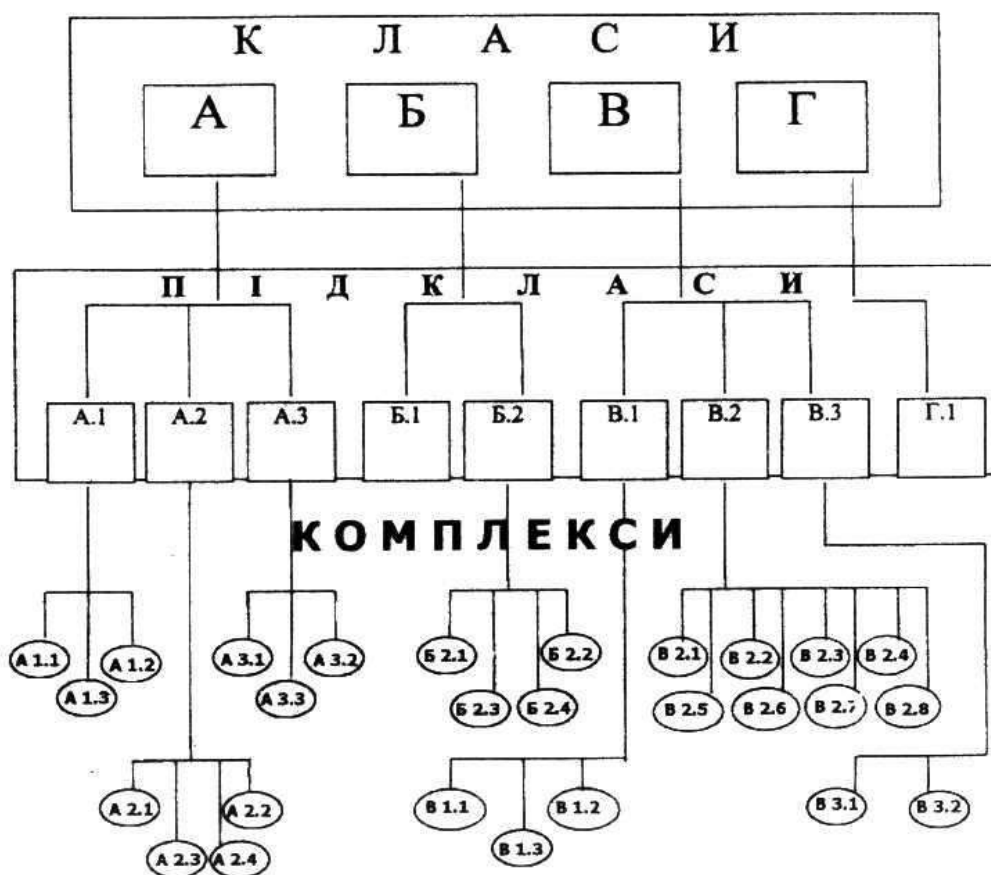 К Л А С И
А Б В Г
П І Д К Л А С И
А.1 А.2 А.3 Б.1 Б.2 В.1 В.2 В.3 Г.1
КОМПЛЕКСИ
А 1.1 А 1.2 А 3.1 А 3.2 Б 2.1 Б 2.2 В 2.1 В 2.2 В 2.3 В 2.4
А 1.3 А 3.3 Б 2.3 Б 2.4 В 2.5 В 2.6 В 2.7 В 2.8
А 2.1 А 2.2 В 1.1 В 1.2 В 3.1 В 3.2
А 2.3 А 2.4 В 1.3